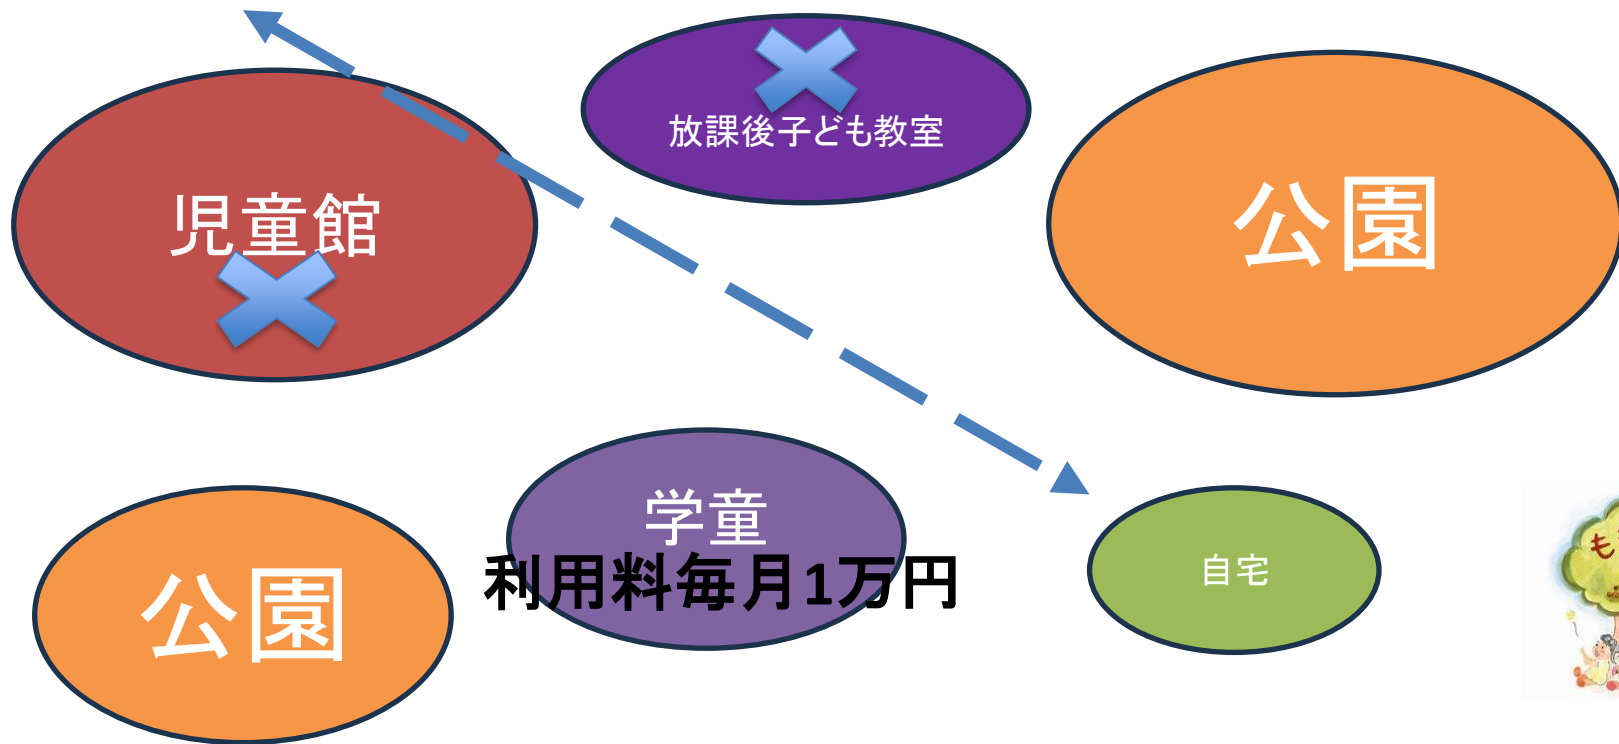 放課後子ども教室
児童館
公園
学童
利用料毎月1万円
自宅
公園
も